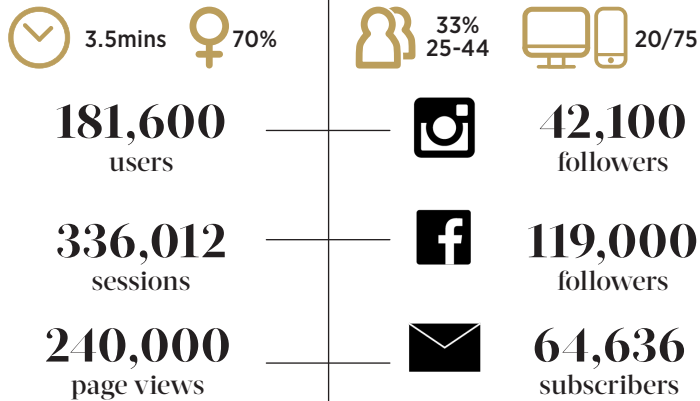 3.5mins
70%
33%
25-44
20/75
181,600
users
42,100
followers
336,012
sessions
119,000
followers
240,000
page views
64,636
subscribers